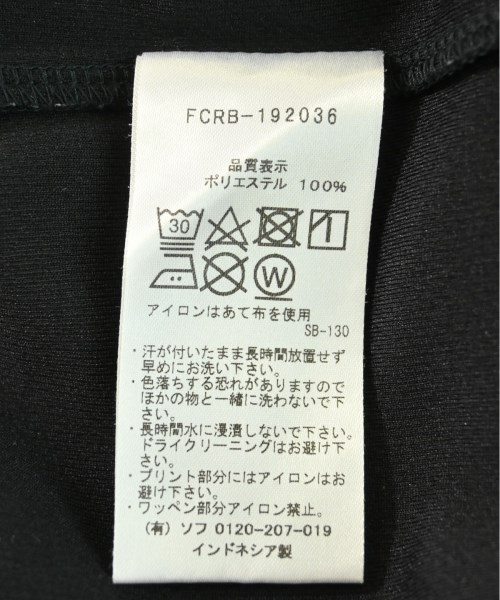 FCRB-192036
品質表示
ポリエステル 100%
30
W
アイロンはあて布を使用
SB-130
・汗が付いたまま長時間放置せず
早めにお洗い下さい。
・色落ちする恐れがありますので
ほかの物と一緒に洗わないで下
さい。
・長時間水に浸漬しないで下さい。
ドライクリーニングはお避け下
さい。
・プリント部分にはアイロンはお
避け下さい。
・ワッペン部分アイロン禁止。
(有) ソフ 0120-207-019
インドネシア製